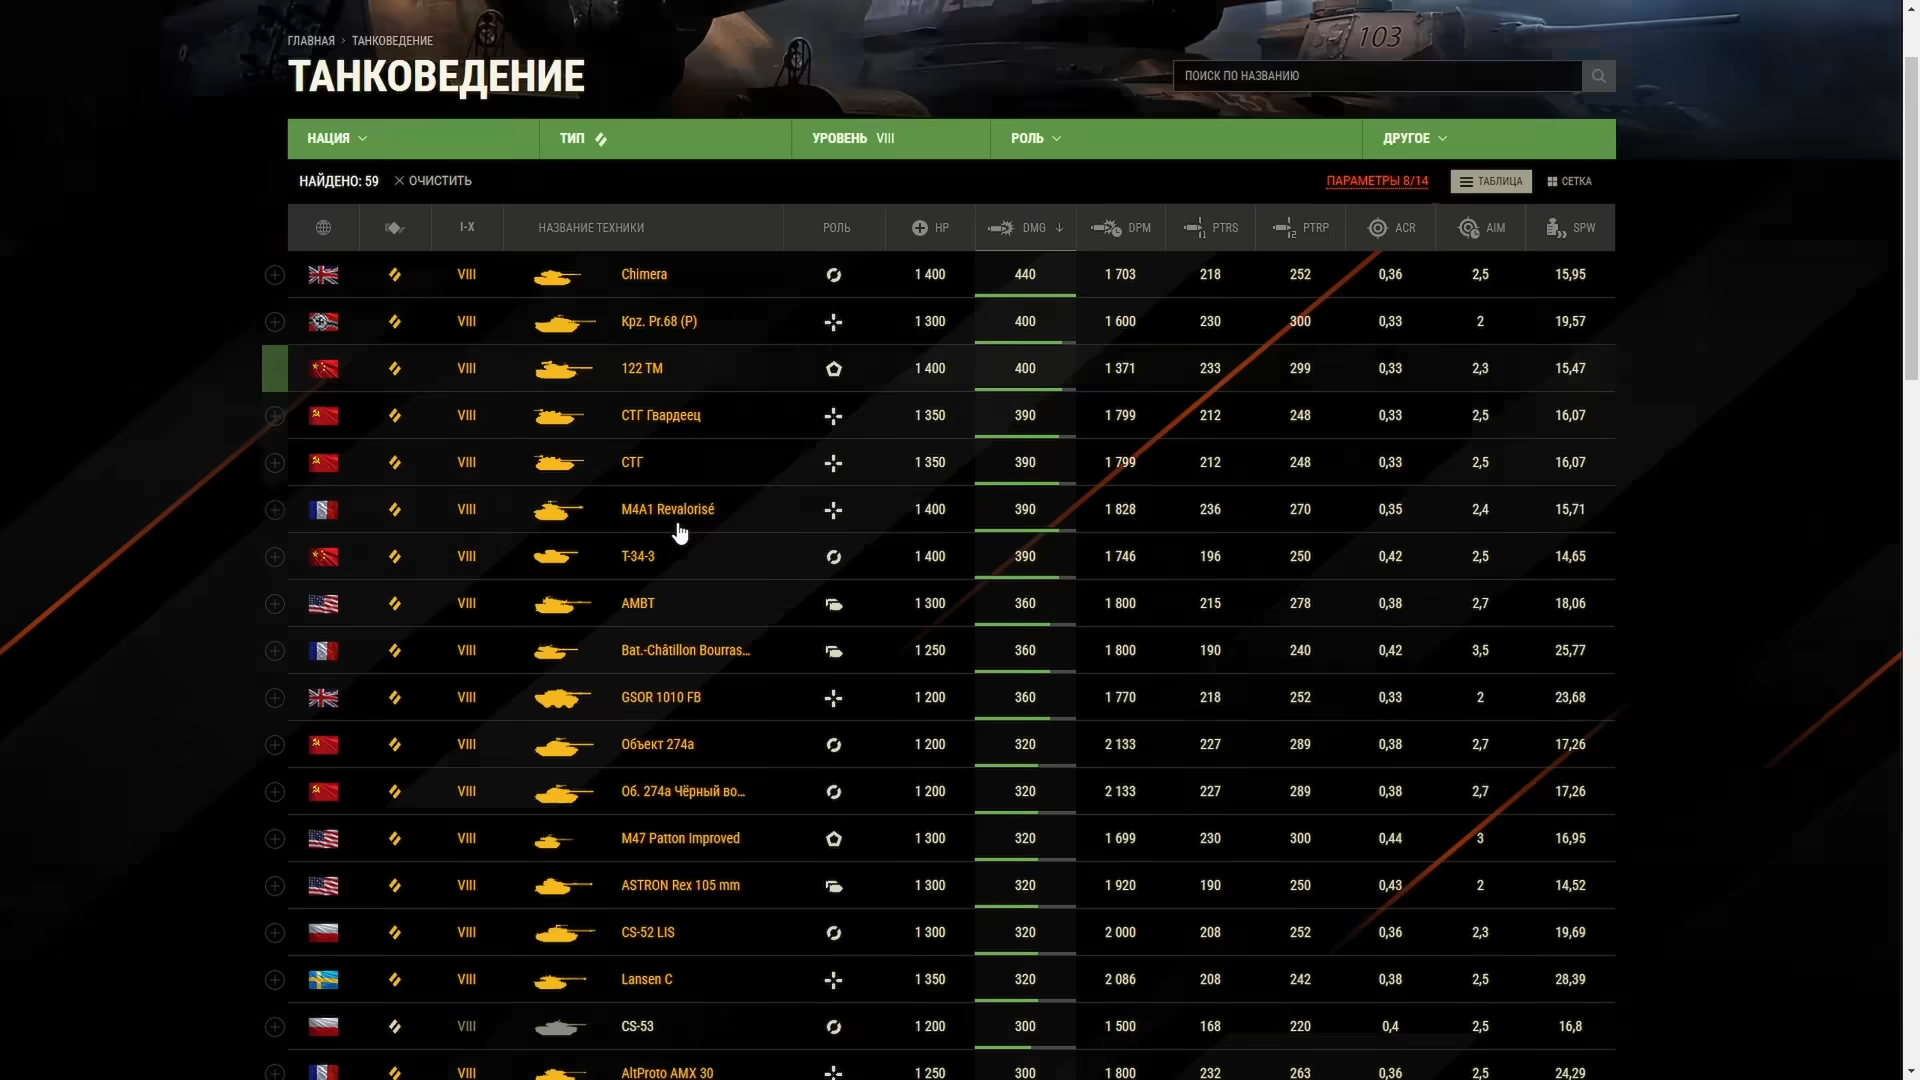 103
ГЛАВНАЯ > ТАНКОВЕДЕНИЕ
ТАНКОВЕДЕНИЕ
ПОИСК ПО НАЗВАНИЮ
НАЦИЯ ТИП УРОВЕНЬ VIII РОЛЬ ДРУГОЕ
НАЙДЕНО: 59 ОЧИСТИТЬ ПАРАМЕТРЫ 8/14 ТАБЛИЦА СЕТКА
I-X НАЗВАНИЕ ТЕХНИКИ РОЛЬ HP DMG ↓ DPM PTRS PTRP ACR AIM SPW
VIII Chimera 1 400 440 1 703 218 252 0,36 2,5 15,95
VIII Kpz. Pr.68 (P) 1 300 400 1 600 230 300 0,33 2 19,57
VIII 122 TM 1 400 400 1 371 233 299 0,33 2,3 15,47
VIII СТГ Гвардеец 1 350 390 1 799 212 248 0,33 2,5 16,07
VIII СТГ 1 350 390 1 799 212 248 0,33 2,5 16,07
VIII M4A1 Revalorisé 1 400 390 1 828 236 270 0,35 2,4 15,71
VIII T-34-3 1 400 390 1 746 196 250 0,42 2,5 14,65
VIII AMBT 1 300 360 1 800 215 278 0,38 2,7 18,06
VIII Bat.-Châtillon Bourras... 1 250 360 1 800 190 240 0,42 3,5 25,77
VIII GSOR 1010 FB 1 200 360 1 770 218 252 0,33 2 23,68
VIII Объект 274а 1 200 320 2 133 227 289 0,38 2,7 17,26
VIII Об. 274а Чёрный во... 1 200 320 2 133 227 289 0,38 2,7 17,26
VIII M47 Patton Improved 1 300 320 1 699 230 300 0,44 3 16,95
VIII ASTRON Rex 105 mm 1 300 320 1 920 190 250 0,43 2 14,52
VIII CS-52 LIS 1 300 320 2 000 208 252 0,36 2,3 19,69
VIII Lansen C 1 350 320 2 086 208 242 0,38 2,5 28,39
VIII CS-53 1 200 300 1 500 168 220 0,4 2,5 16,8
VIII AltProto AMX 30 1 250 300 1 800 232 263 0,36 2,5 24,29